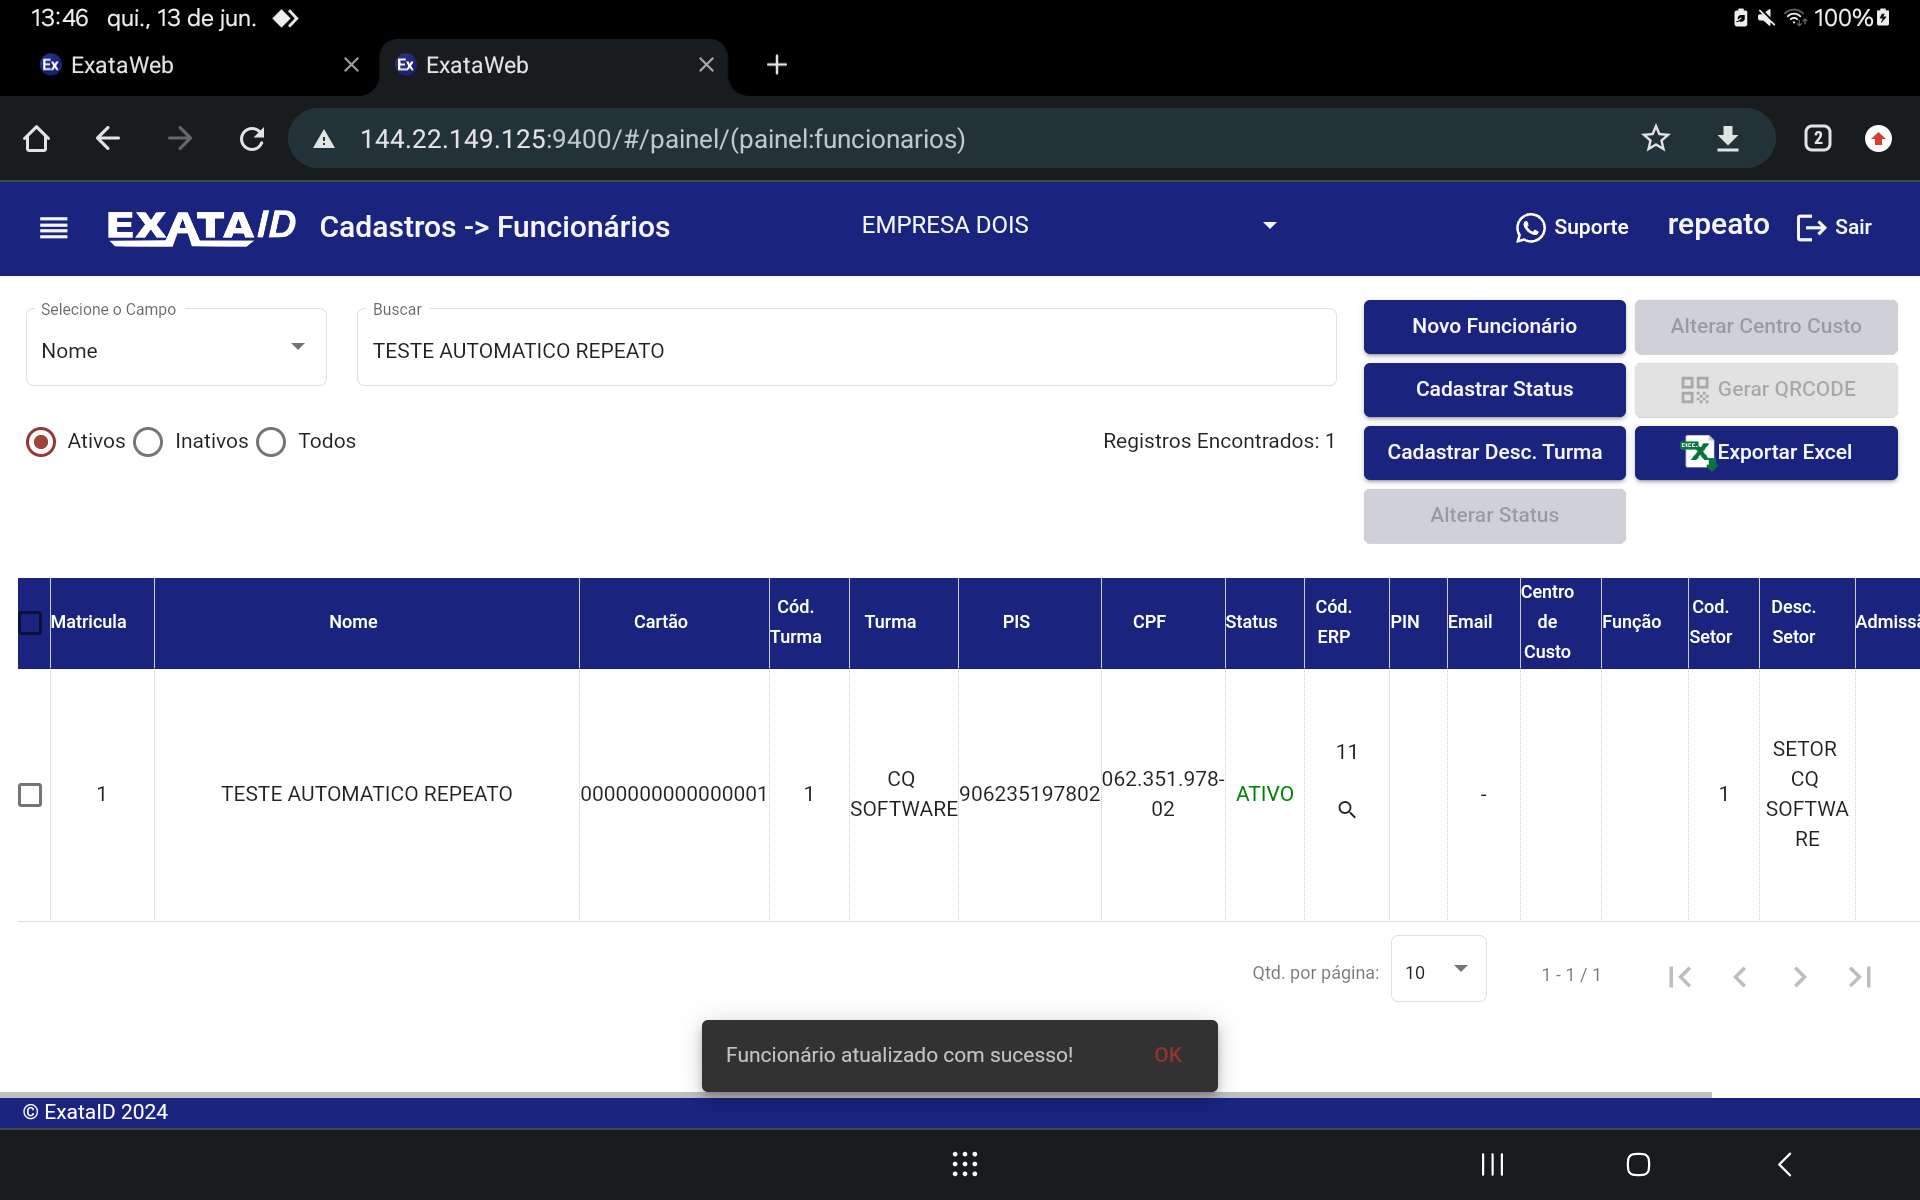 13:46 qui., 13 de jun.
100%
Ex ExataWeb
Ex ExataWeb
144.22.149.125:9400/#/painel/(painel:funcionarios)
2
EXATA ID
Cadastros -> Funcionários
EMPRESA DOIS
Suporte
repeato
Sair
Selecione o Campo
Nome
Buscar
TESTE AUTOMATICO REPEATO
Novo Funcionário
Alterar Centro Custo
Cadastrar Status
Gerar QRCODE
Ativos Inativos Todos
Registros Encontrados: 1
Cadastrar Desc. Turma
Exportar Excel
Alterar Status
Matricula
Nome
Cartão
Cód.
Turma
Turma
PIS
CPF
Status
Cód.
ERP
PIN
Email
Centro
de
Custo
Função
Cod.
Setor
Desc.
Setor
Admiss
1
TESTE AUTOMATICO REPEATO
0000000000000001
1
CQ
SOFTWARE
906235197802
062.351.978-
02
ATIVO
11
-
1
SETOR
CQ
SOFTWA
RE
Qtd. por página:
10
1 - 1 / 1
Funcionário atualizado com sucesso!
OK
© ExataID 2024